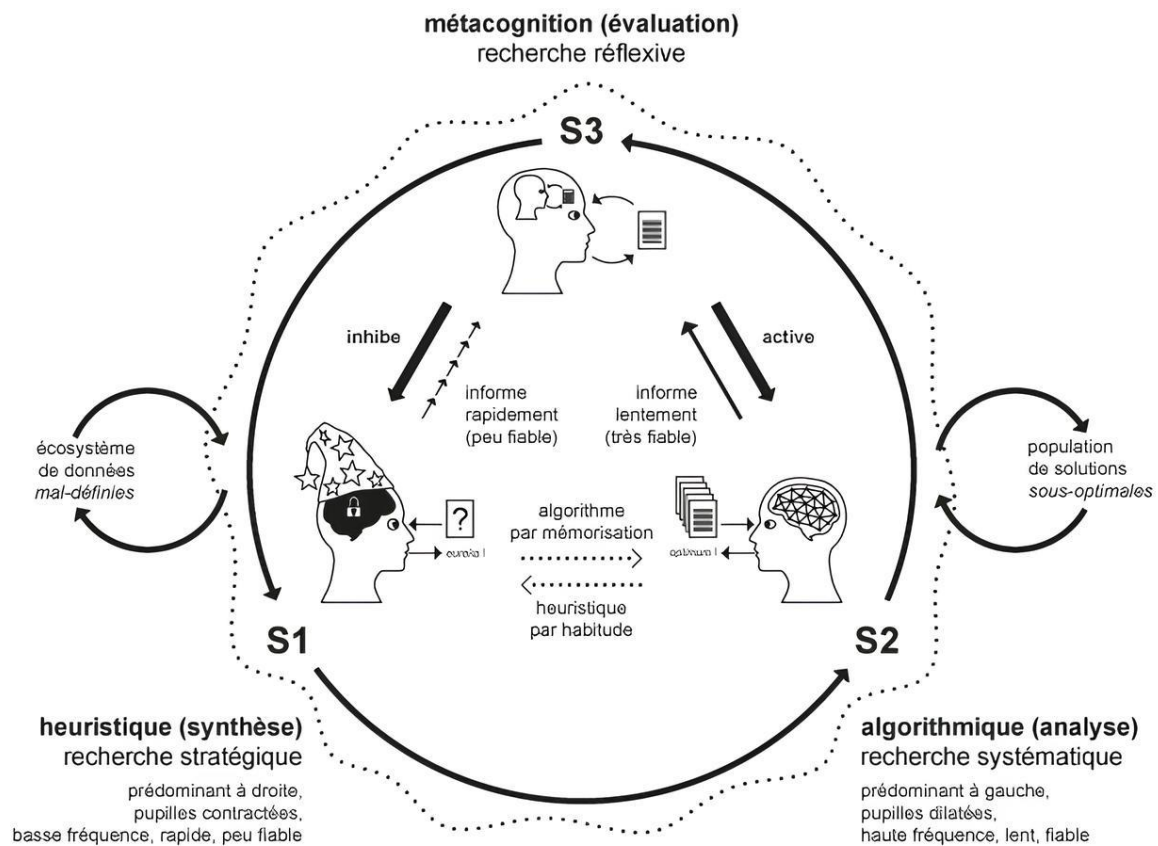 métacognition (évaluation)
recherche réflexive
S3
inhibe
active
informe
rapidement
(peu fiable)
informe
lentement
(très fiable)
écosystème
de données
mal-définies
population
de solutions
sous-optimales
?
eureka !
algorithme
par mémorisation
optimum !
heuristique
par habitude
S1
S2
heuristique (synthèse)
recherche stratégique
prédominant à droite,
pupilles contractées,
basse fréquence, rapide, peu fiable
algorithmique (analyse)
recherche systématique
prédominant à gauche,
pupilles dilatées,
haute fréquence, lent, fiable